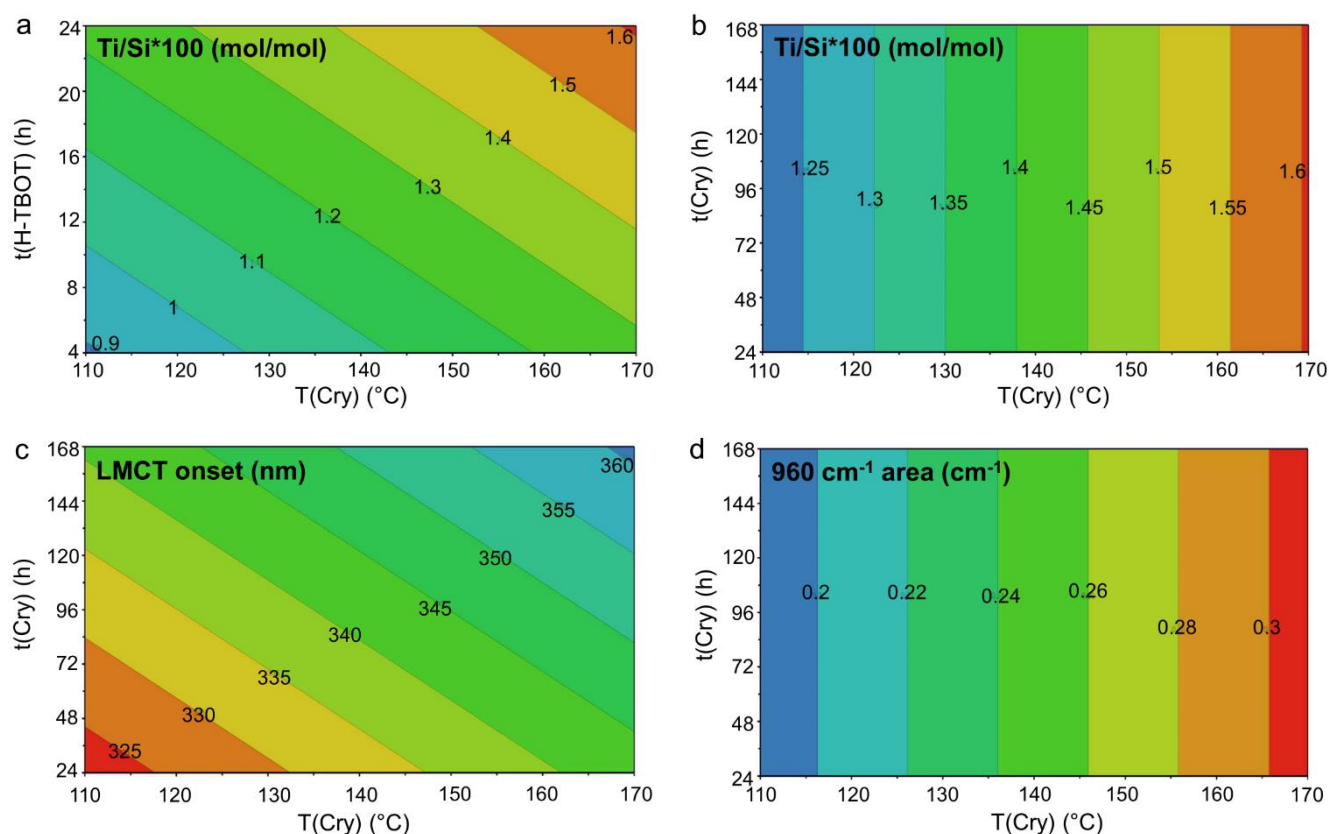 a
Ti/Si*100 (mol/mol)
t(H-TBOT) (h)
24
20
16
12
8
4
0.9
1
1.1
1.2
1.3
1.4
1.5
1.6
110 120 130 140 150 160 170
T(Cry) (°C)
b
Ti/Si*100 (mol/mol)
t(Cry) (h)
168
144
120
96
72
48
24
1.25
1.3
1.35
1.4
1.45
1.5
1.55
1.6
110 120 130 140 150 160 170
T(Cry) (°C)
c
LMCT onset (nm)
t(Cry) (h)
168
144
120
96
72
48
24
325
330
335
340
345
350
355
360
110 120 130 140 150 160 170
T(Cry) (°C)
d
960 cm⁻¹ area (cm⁻¹)
t(Cry) (h)
168
144
120
96
72
48
24
0.2
0.22
0.24
0.26
0.28
0.3
110 120 130 140 150 160 170
T(Cry) (°C)